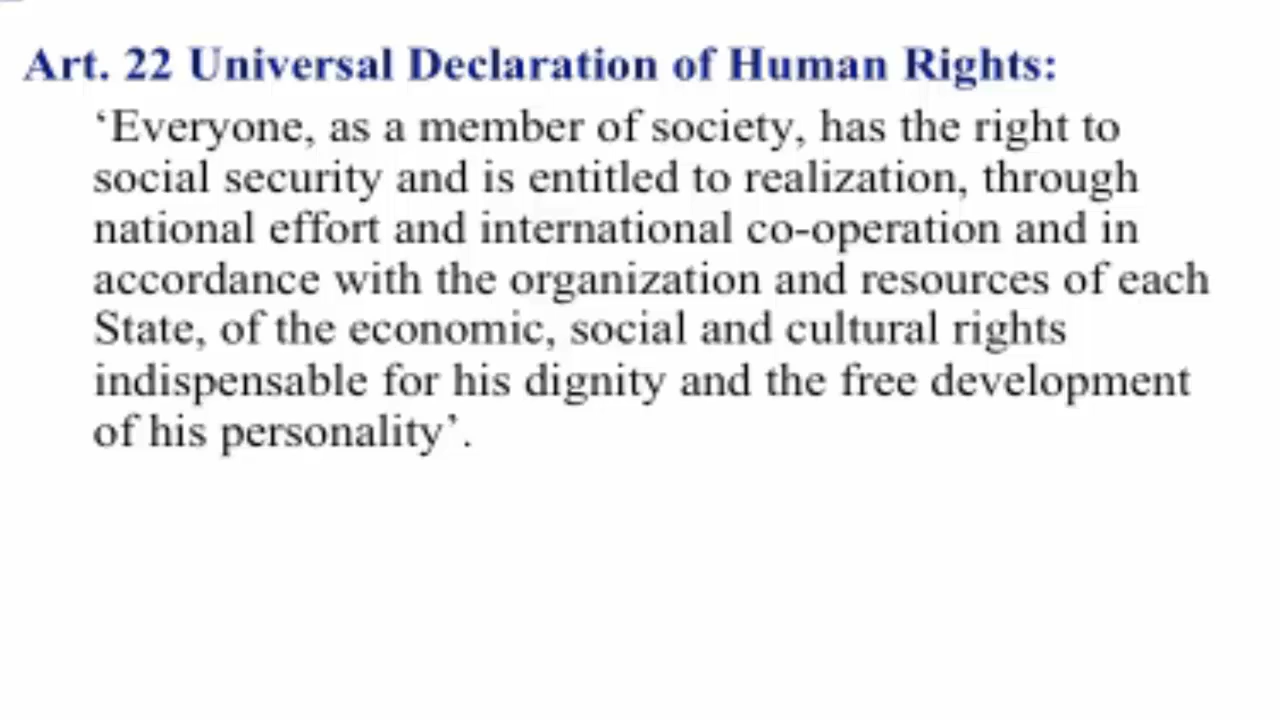 Art. 22 Universal Declaration of Human Rights:
‘Everyone, as a member of society, has the right to
social security and is entitled to realization, through
national effort and international co-operation and in
accordance with the organization and resources of each
State, of the economic, social and cultural rights
indispensable for his dignity and the free development
of his personality’.